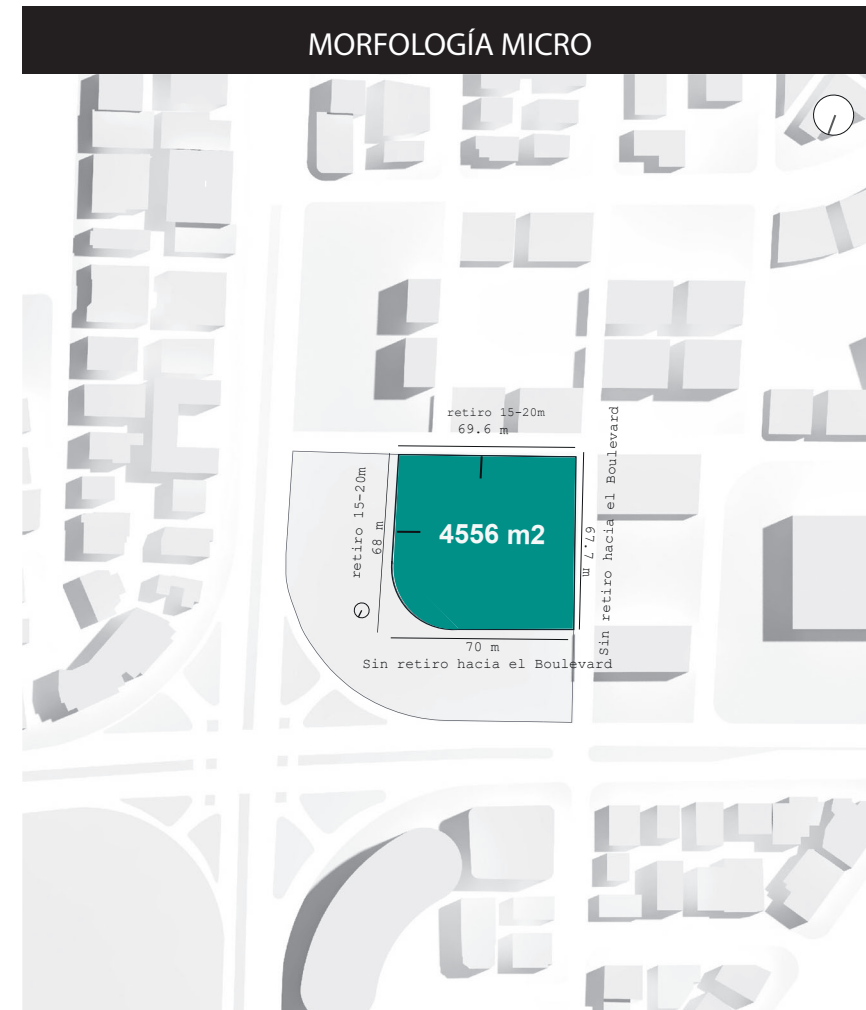 MORFOLOGÍA MICRO
retiro 15-20m
69.6 m
retiro 15-20m
68 m
4556 m2
67.7 m
Sin retiro hacia el Boulevard
70 m
Sin retiro hacia el Boulevard